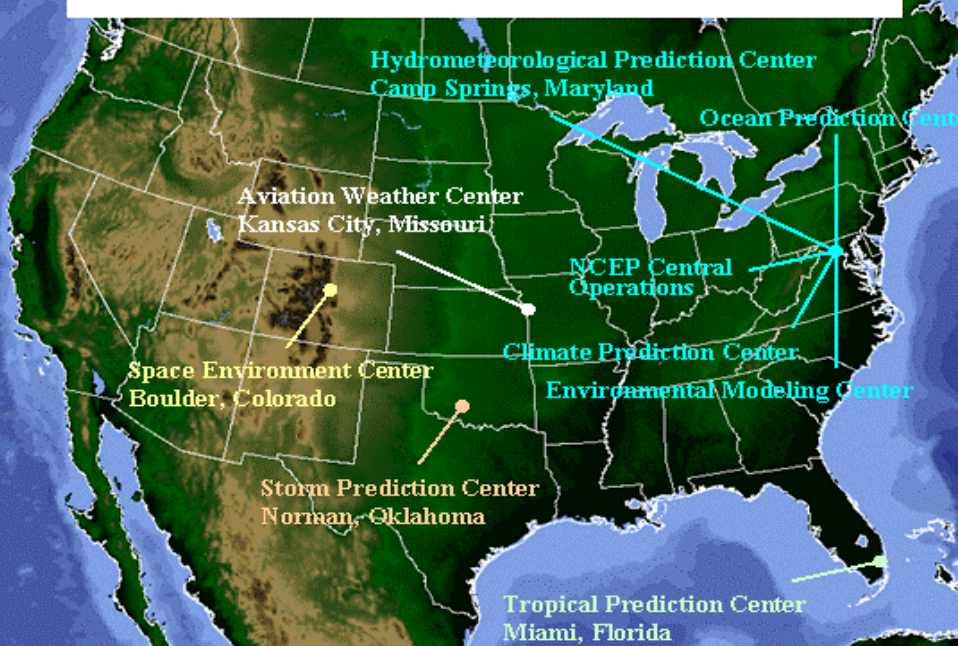 Hydrometeorological Prediction Center
Camp Springs, Maryland
Ocean Prediction Cente
Aviation Weather Center
Kansas City, Missouri
NCEP Central
Operations
Climate Prediction Center
Space Environment Center
Boulder, Colorado
Environmental Modeling Center
Storm Prediction Center
Norman, Oklahoma
Tropical Prediction Center
Miami, Florida